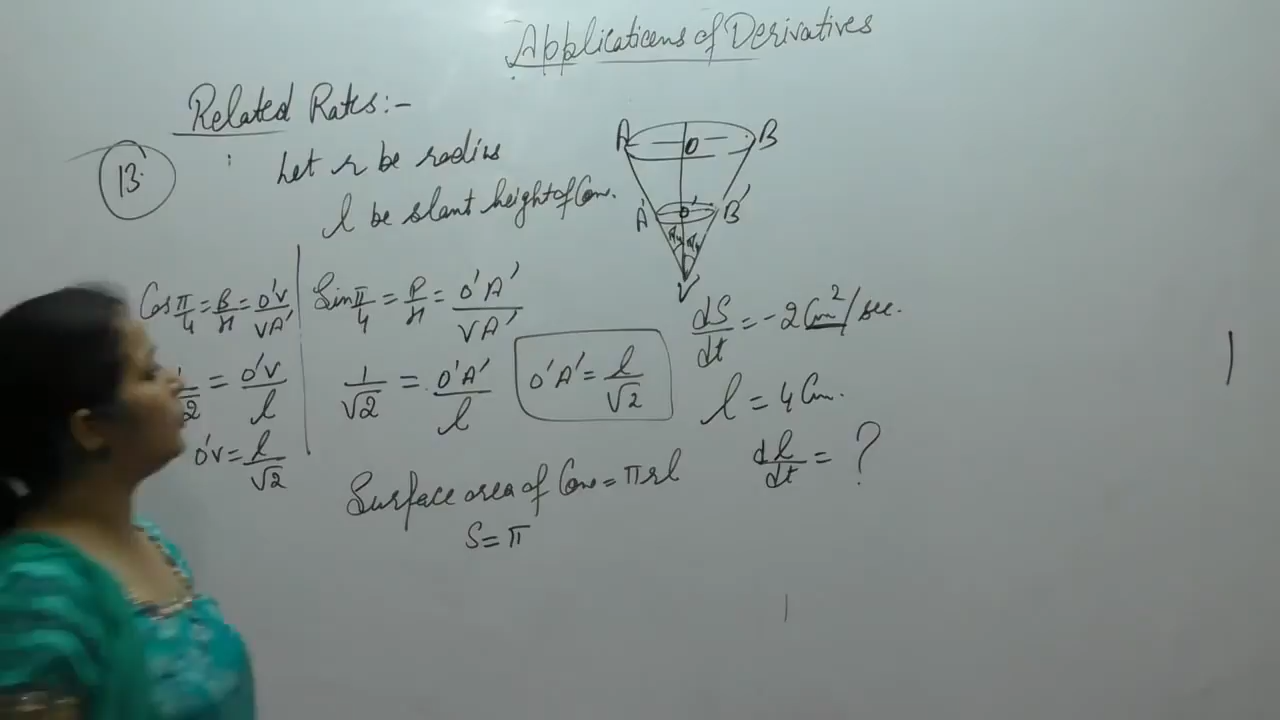 Applications of Derivatives
Related Rates:-
13.
Let r be radius
l be slant height of Cone.
A O B
A' O' B'
π/4 π/4
V
Cos π/4 = B/H = O'V/VA'
Sin π/4 = P/H = O'A'/VA'
dS/dt = -2 Cm²/sec.
/√2 = O'V/l
1/√2 = O'A'/l
O'A' = l/√2
l = 4 Cm.
O'V = l/√2
dl/dt = ?
Surface area of Cone = πrl
S = π